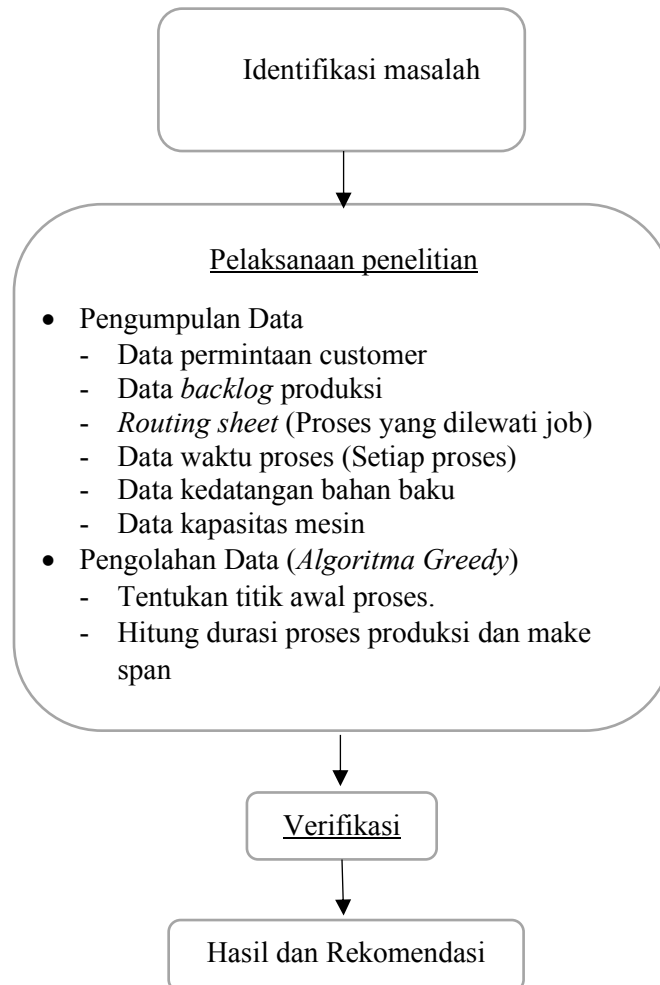 Identifikasi masalah
Pelaksanaan penelitian
• Pengumpulan Data
- Data permintaan customer
- Data backlog produksi
- Routing sheet (Proses yang dilewati job)
- Data waktu proses (Setiap proses)
- Data kedatangan bahan baku
- Data kapasitas mesin
• Pengolahan Data (Algoritma Greedy)
- Tentukan titik awal proses.
- Hitung durasi proses produksi dan make
span
Verifikasi
Hasil dan Rekomendasi